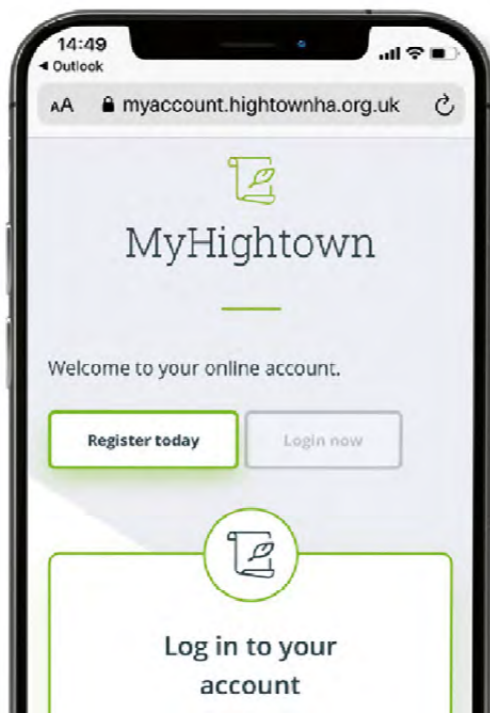 14:49
◀ Outlook
AA myaccount.hightownha.org.uk
MyHightown
Welcome to your online account.
Register today
Login now
Log in to your
account